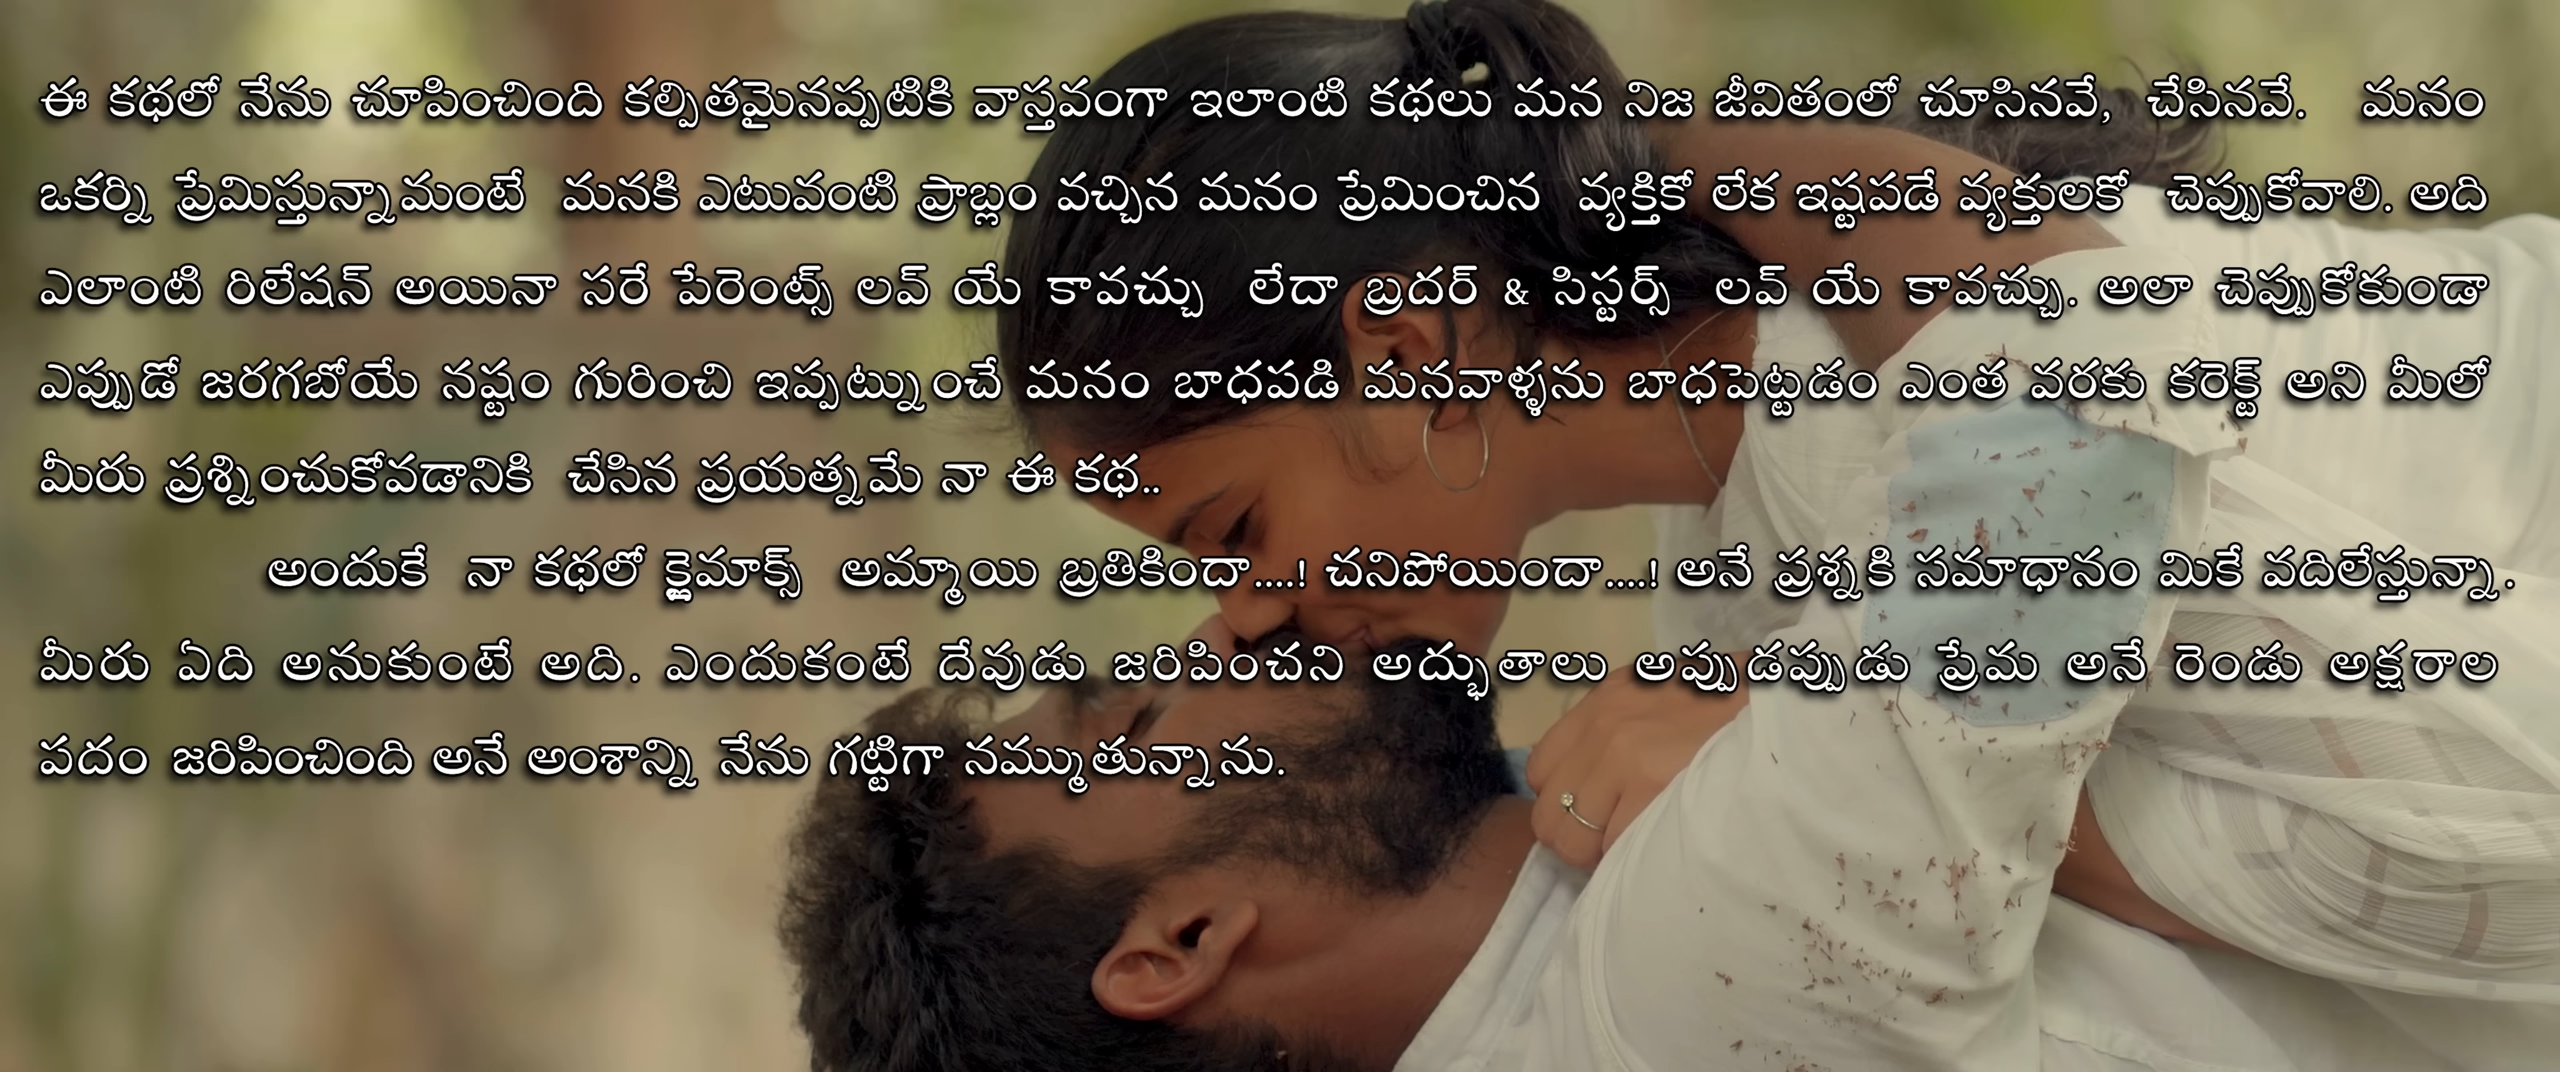 ఈ కథలో నేను చూపించింది కల్పితమైనప్పటికి వాస్తవంగా ఇలాంటి కథలు మన నిజ జీవితంలో చూసినవే, చేసినవే. మనం
ఒకర్ని ప్రేమిస్తున్నామంటే మనకి ఎటువంటి ప్రాబ్లం వచ్చిన మనం ప్రేమించిన వ్యక్తికో లేక ఇష్టపడే వ్యక్తులకో చెప్పుకోవాలి. అది
ఎలాంటి రిలేషన్ అయినా సరే పేరెంట్స్ లవ్ యే కావచ్చు లేదా బ్రదర్ & సిస్టర్స్ లవ్ యే కావచ్చు. అలా చెప్పుకోకుండా
ఎప్పుడో జరగబోయే నష్టం గురించి ఇప్పట్నుంచే మనం బాధపడి మనవాళ్ళను బాధపెట్టడం ఎంత వరకు కరెక్ట్ అని మీలో
మీరు ప్రశ్నించుకోవడానికి చేసిన ప్రయత్నమే నా ఈ కథ..
అందుకే నా కథలో క్లైమాక్స్ అమ్మాయి బ్రతికిందా....! చనిపోయిందా....! అనే ప్రశ్నకి సమాధానం మికే వదిలేస్తున్నా.
మీరు ఏది అనుకుంటే అది. ఎందుకంటే దేవుడు జరిపించని అద్భుతాలు అప్పుడప్పుడు ప్రేమ అనే రెండు అక్షరాల
పదం జరిపించింది అనే అంశాన్ని నేను గట్టిగా నమ్ముతున్నాను.